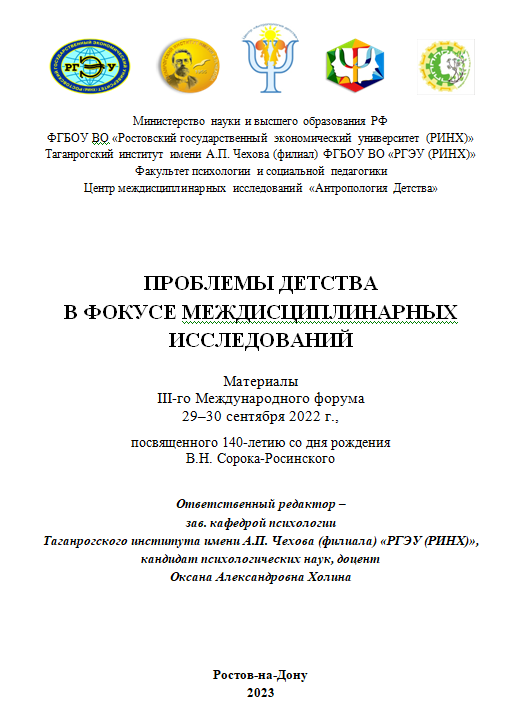 РГ У
Министерство науки и высшего образования РФ
ФГБОУ ВО «Ростовский государственный экономический университет (РИНХ)»
Таганрогский институт имени А.П. Чехова (филиал) ФГБОУ ВО «РГЭУ (РИНХ)»
Факультет психологии и социальной педагогики
Центр междисциплинарных исследований «Антропология Детства»
ПРОБЛЕМЫ ДЕТСТВА
В ФОКУСЕ МЕЖДИСЦИПЛИНАРНЫХ
ИССЛЕДОВАНИЙ
Материалы
III-го Международного форума
29–30 сентября 2022 г.,
посвященного 140-летию со дня рождения
В.Н. Сорока-Росинского
Ответственный редактор –
зав. кафедрой психологии
Таганрогского института имени А.П. Чехова (филиала) «РГЭУ (РИНХ)»,
кандидат психологических наук, доцент
Оксана Александровна Холина
Ростов-на-Дону
2023